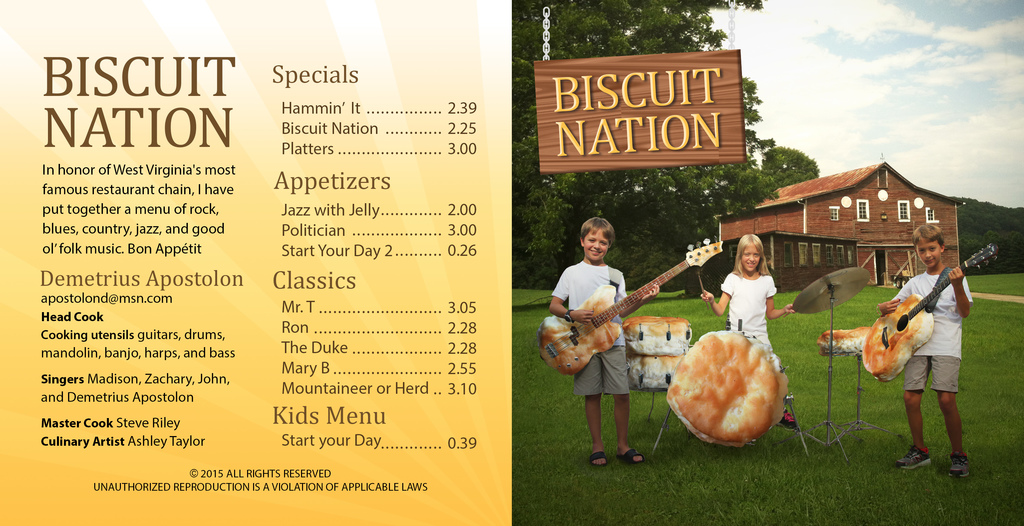 BISCUIT
NATION
In honor of West Virginia's most
famous restaurant chain, I have
put together a menu of rock,
blues, country, jazz, and good
ol' folk music. Bon Appétit
Demetrius Apostolon
apostolond@msn.com
Head Cook
Cooking utensils guitars, drums,
mandolin, banjo, harps, and bass
Singers Madison, Zachary, John,
and Demetrius Apostolon
Master Cook Steve Riley
Culinary Artist Ashley Taylor
Specials
Hammin' It ................ 2.39
Biscuit Nation ............ 2.25
Platters ...................... 3.00
Appetizers
Jazz with Jelly............. 2.00
Politician ................... 3.00
Start Your Day 2.......... 0.26
Classics
Mr. T .......................... 3.05
Ron ........................... 2.28
The Duke ................... 2.28
Mary B ....................... 2.55
Mountaineer or Herd .. 3.10
Kids Menu
Start your Day............. 0.39
© 2015 ALL RIGHTS RESERVED
UNAUTHORIZED REPRODUCTION IS A VIOLATION OF APPLICABLE LAWS
BISCUIT
NATION